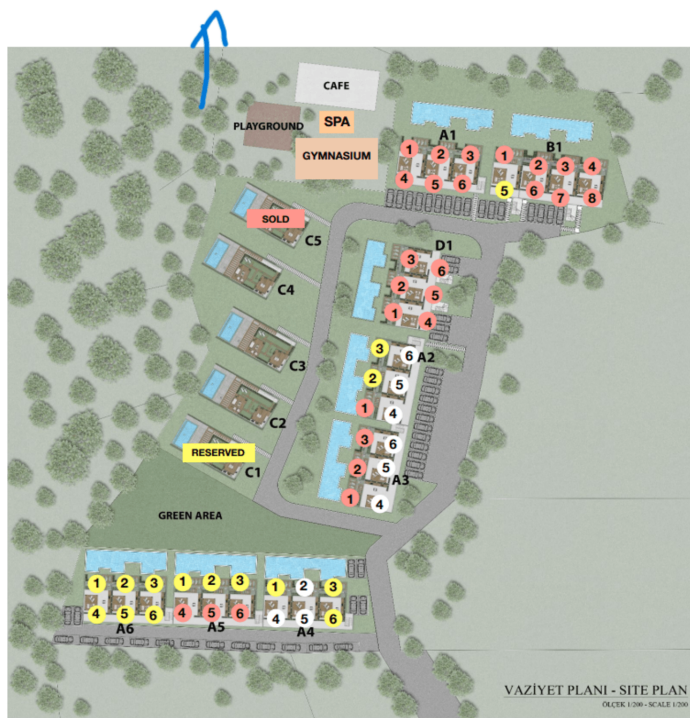 CAFE
PLAYGROUND
SPA
GYMNASIUM
A1
1 2 3
4 5 6
B1
1 2 3 4
5 6 7 8
SOLD
C5
C4
C3
C2
RESERVED
C1
D1
3 6
2 5
1 4
A2
3 6
2 5
1 4
A3
3 6
2 5
1 4
GREEN AREA
1 2 3
4 5 6
A6
1 2 3
4 5 6
A5
1 2 3
4 5 6
A4
VAZİYET PLANI - SITE PLAN
ÖLÇEK 1/200 - SCALE 1/200